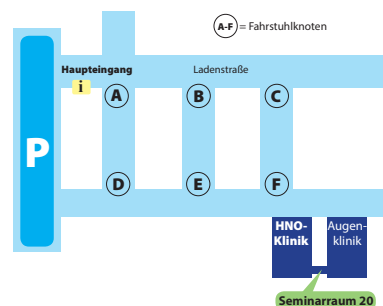 A-F = Fahrstuhlknoten
Haupteingang
Ladenstraße
i
A
B
C
P
D
E
F
HNO-
Klinik
Augen-
klinik
Seminarraum 20